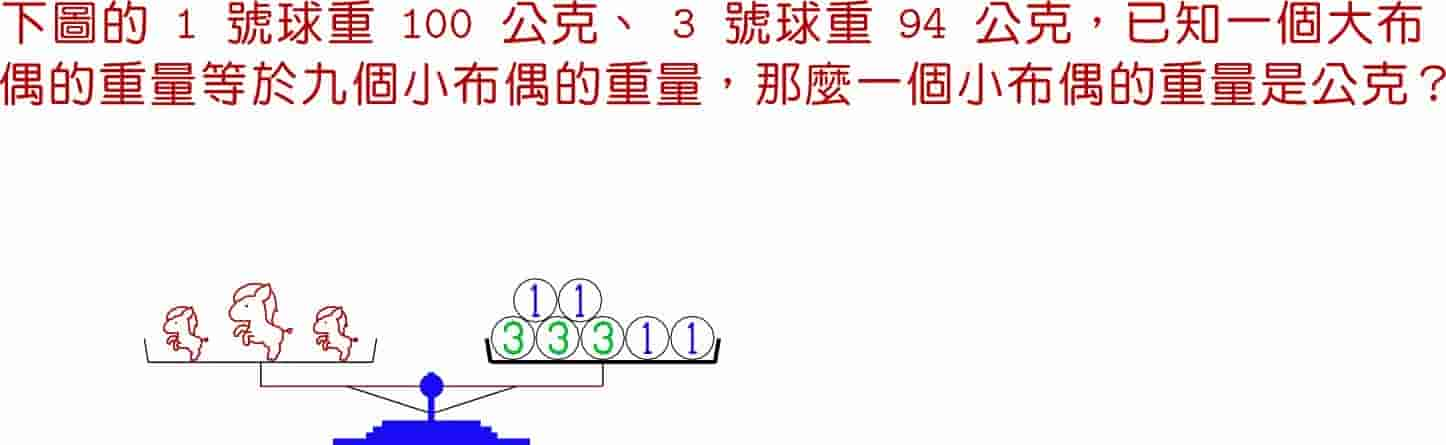 下圖的 1 號球重 100 公克、 3 號球重 94 公克，已知一個大布
偶的重量等於九個小布偶的重量，那麼一個小布偶的重量是公克？
1 1
3 3 3 1 1